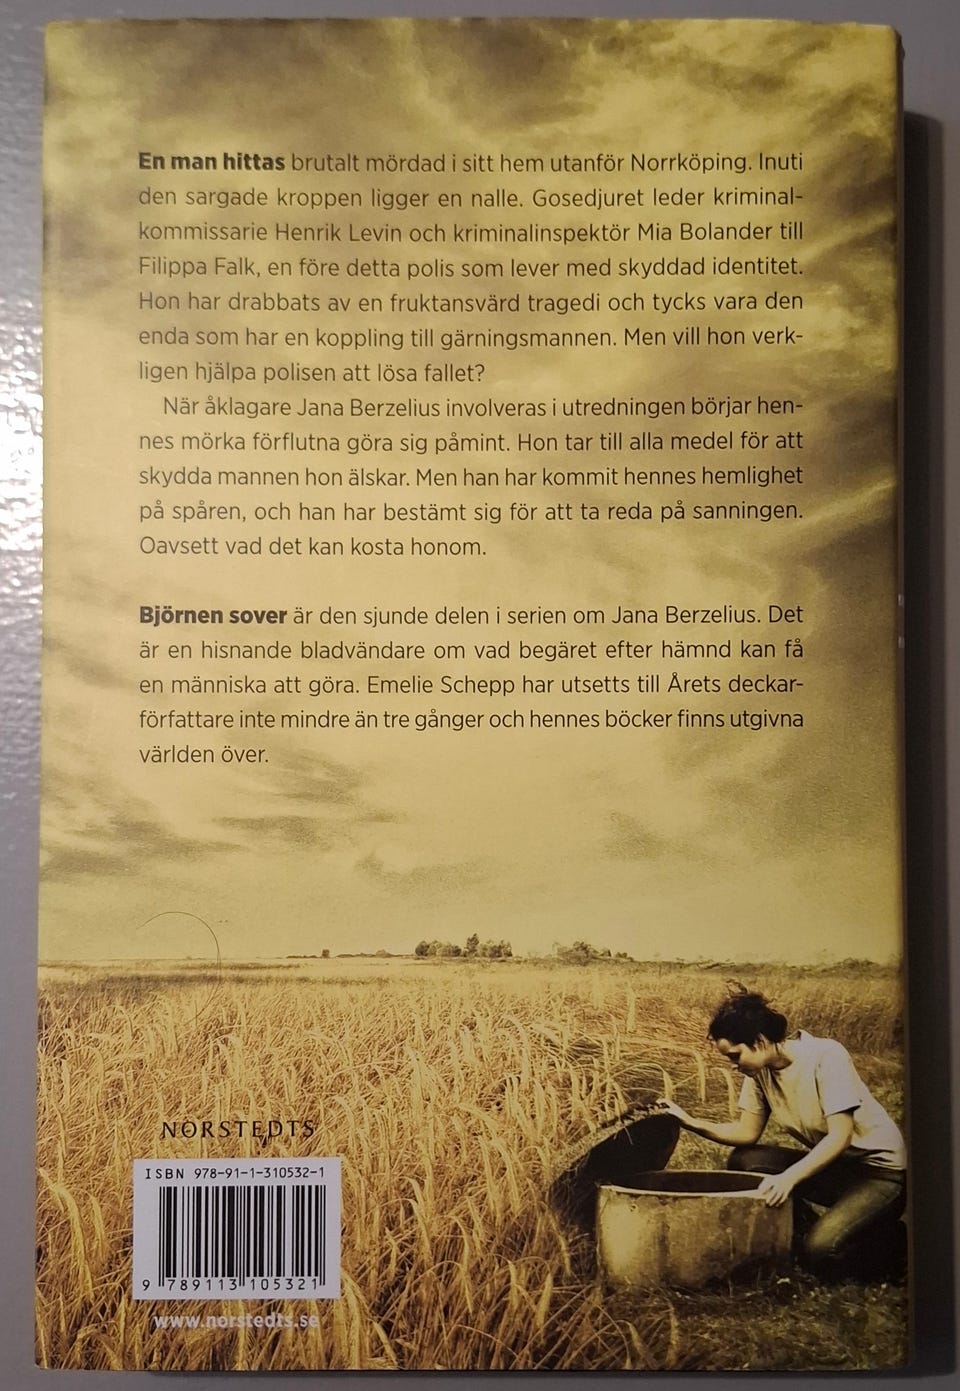 En man hittas brutalt mördad i sitt hem utanför Norrköping. Inuti
den sargade kroppen ligger en nalle. Gosedjuret leder kriminal-
kommissarie Henrik Levin och kriminalinspektör Mia Bolander till
Filippa Falk, en före detta polis som lever med skyddad identitet.
Hon har drabbats av en fruktansvärd tragedi och tycks vara den
enda som har en koppling till gärningsmannen. Men vill hon verk-
ligen hjälpa polisen att lösa fallet?
När åklagare Jana Berzelius involveras i utredningen börjar hen-
nes mörka förflutna göra sig påmint. Hon tar till alla medel för att
skydda mannen hon älskar. Men han har kommit hennes hemlighet
på spåren, och han har bestämt sig för att ta reda på sanningen.
Oavsett vad det kan kosta honom.
Björnen sover är den sjunde delen i serien om Jana Berzelius. Det
är en hisnande bladvändare om vad begäret efter hämnd kan få
en människa att göra. Emelie Schepp har utsetts till Årets deckar-
författare inte mindre än tre gånger och hennes böcker finns utgivna
världen över.
NORSTEDTS
ISBN 978-91-1-310532-1
9 789113 105321
www.norstedts.se